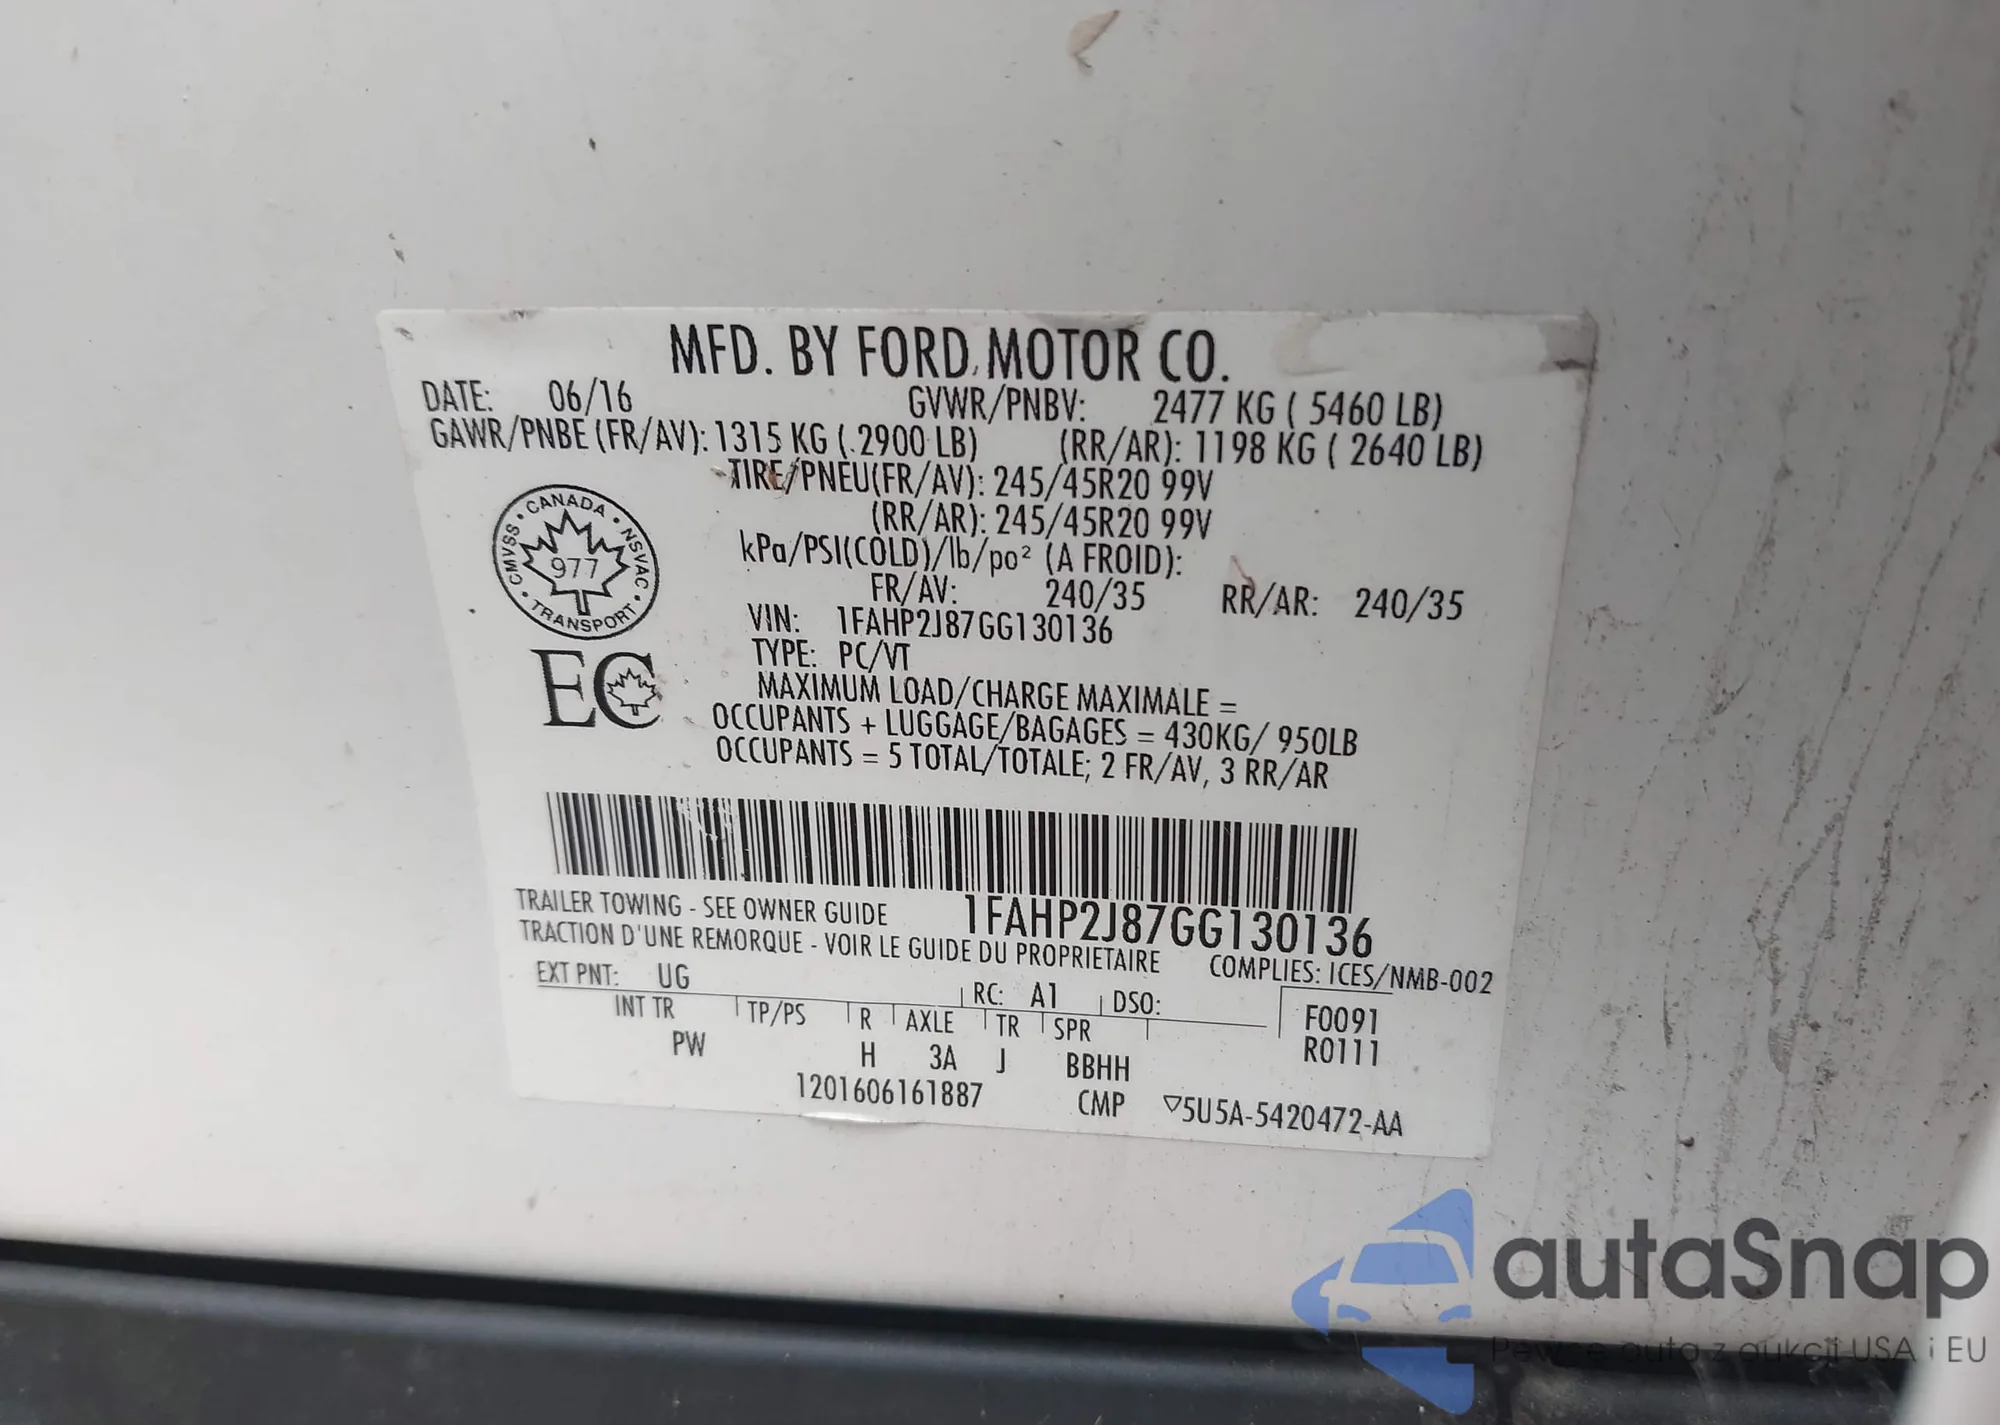 MFD. BY FORD MOTOR CO.
DATE: 06/16 GVWR/PNBV: 2477 KG ( 5460 LB)
GAWR/PNBE (FR/AV): 1315 KG ( 2900 LB) (RR/AR): 1198 KG ( 2640 LB)
TIRE/PNEU(FR/AV): 245/45R20 99V
(RR/AR): 245/45R20 99V
kPa/PSI(COLD)/lb/po² (A FROID):
FR/AV: 240/35 RR/AR: 240/35
VIN: 1FAHP2J87GG130136
TYPE: PC/VT
MAXIMUM LOAD/CHARGE MAXIMALE =
OCCUPANTS + LUGGAGE/BAGAGES = 430KG/ 950LB
OCCUPANTS = 5 TOTAL/TOTALE; 2 FR/AV, 3 RR/AR
CMVSS • CANADA • NSVAC • TRANSPORT •
977
EC
TRAILER TOWING - SEE OWNER GUIDE 1FAHP2J87GG130136
TRACTION D'UNE REMORQUE - VOIR LE GUIDE DU PROPRIETAIRE COMPLIES: ICES/NMB-002
EXT PNT: UG RC: A1 DSO: F0091
INT TR TP/PS R AXLE TR SPR R0111
PW H 3A J BBHH
1201606161887 CMP ▽5U5A-5420472-AA
autaSnap
Pewne auta z aukcji USA i EU